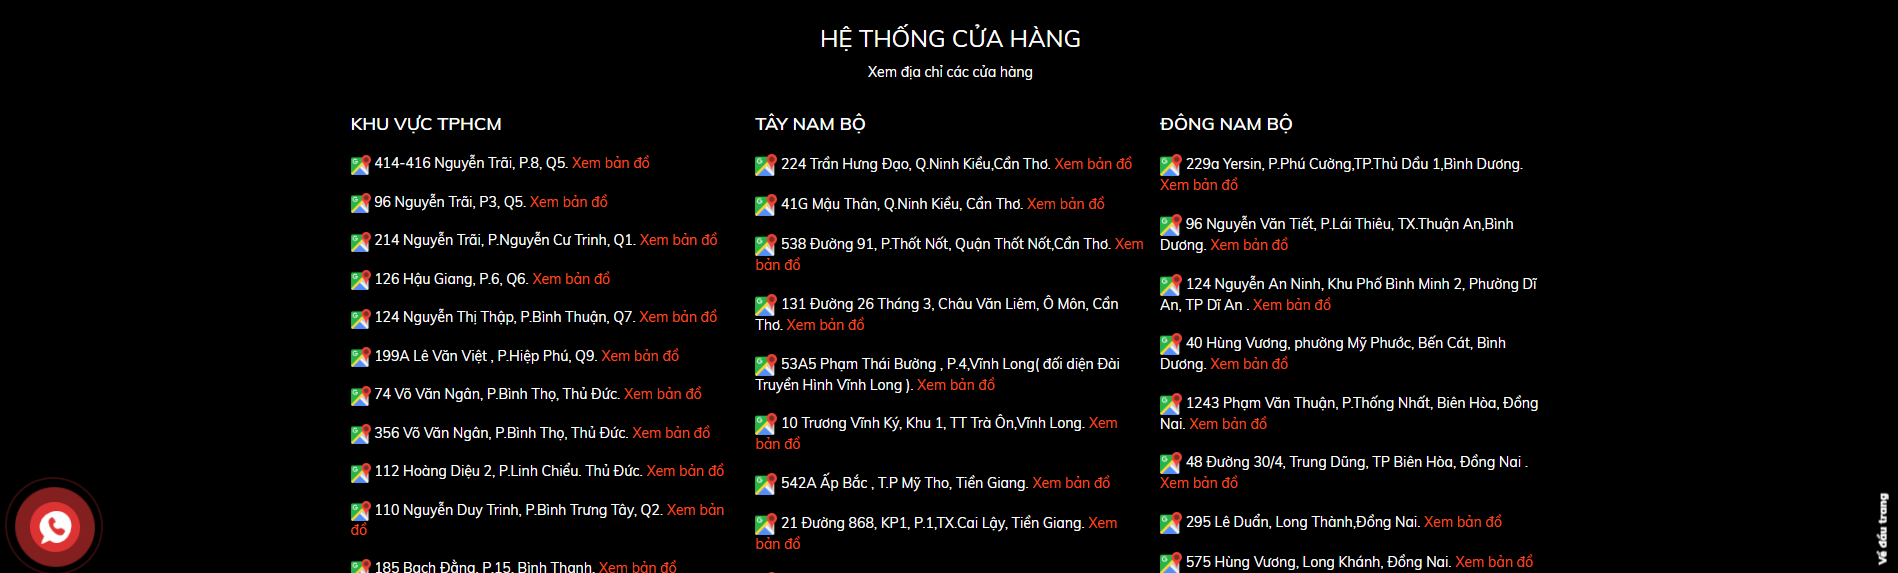 HỆ THỐNG CỬA HÀNG
Xem địa chỉ các cửa hàng
KHU VỰC TPHCM
414-416 Nguyễn Trãi, P.8, Q5. Xem bản đồ
96 Nguyễn Trãi, P3, Q5. Xem bản đồ
214 Nguyễn Trãi, P.Nguyễn Cư Trinh, Q1. Xem bản đồ
126 Hậu Giang, P.6, Q6. Xem bản đồ
124 Nguyễn Thị Thập, P.Bình Thuận, Q7. Xem bản đồ
199A Lê Văn Việt , P.Hiệp Phú, Q9. Xem bản đồ
74 Võ Văn Ngân, P.Bình Thọ, Thủ Đức. Xem bản đồ
356 Võ Văn Ngân, P.Bình Thọ, Thủ Đức. Xem bản đồ
112 Hoàng Diệu 2, P.Linh Chiểu. Thủ Đức. Xem bản đồ
110 Nguyễn Duy Trinh, P.Bình Trưng Tây, Q2. Xem bản
đồ
185 Bạch Đằng, P.15, Bình Thạnh. Xem bản đồ
TÂY NAM BỘ
224 Trần Hưng Đạo, Q.Ninh Kiều,Cần Thơ. Xem bản đồ
41G Mậu Thân, Q.Ninh Kiều, Cần Thơ. Xem bản đồ
538 Đường 91, P.Thốt Nốt, Quận Thốt Nốt,Cần Thơ. Xem
bản đồ
131 Đường 26 Tháng 3, Châu Văn Liêm, Ô Môn, Cần
Thơ. Xem bản đồ
53A5 Phạm Thái Bường , P.4,Vĩnh Long( đối diện Đài
Truyền Hình Vĩnh Long ). Xem bản đồ
10 Trương Vĩnh Ký, Khu 1, TT Trà Ôn,Vĩnh Long. Xem
bản đồ
542A Ấp Bắc , T.P Mỹ Tho, Tiền Giang. Xem bản đồ
21 Đường 868, KP1, P.1,TX.Cai Lậy, Tiền Giang. Xem
bản đồ
ĐÔNG NAM BỘ
229a Yersin, P.Phú Cường,TP.Thủ Dầu 1,Bình Dương.
Xem bản đồ
96 Nguyễn Văn Tiết, P.Lái Thiêu, TX.Thuận An,Bình
Dương. Xem bản đồ
124 Nguyễn An Ninh, Khu Phố Bình Minh 2, Phường Dĩ
An, TP Dĩ An . Xem bản đồ
40 Hùng Vương, phường Mỹ Phước, Bến Cát, Bình
Dương. Xem bản đồ
1243 Phạm Văn Thuận, P.Thống Nhất, Biên Hòa, Đồng
Nai. Xem bản đồ
48 Đường 30/4, Trung Dũng, TP Biên Hòa, Đồng Nai .
Xem bản đồ
295 Lê Duẩn, Long Thành,Đồng Nai. Xem bản đồ
575 Hùng Vương, Long Khánh, Đồng Nai. Xem bản đồ
Về đầu trang